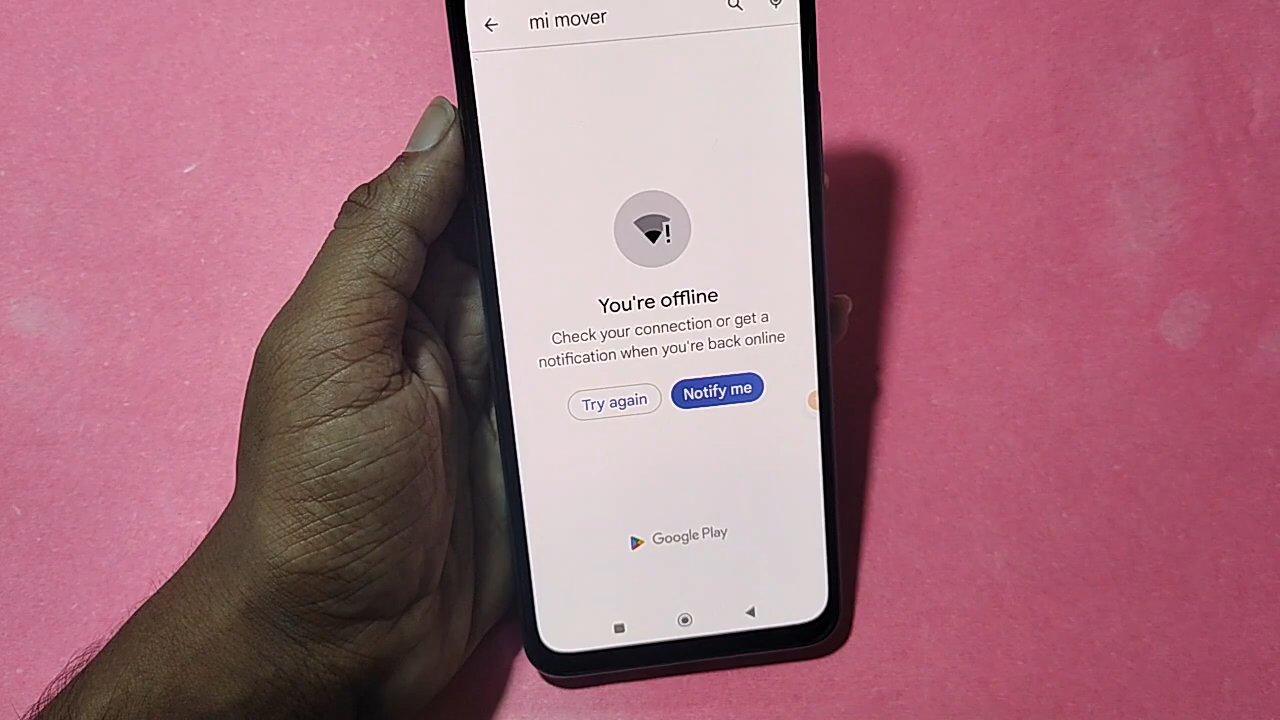 mi mover
You're offline
Check your connection or get a
notification when you're back online
Try again
Notify me
Google Play